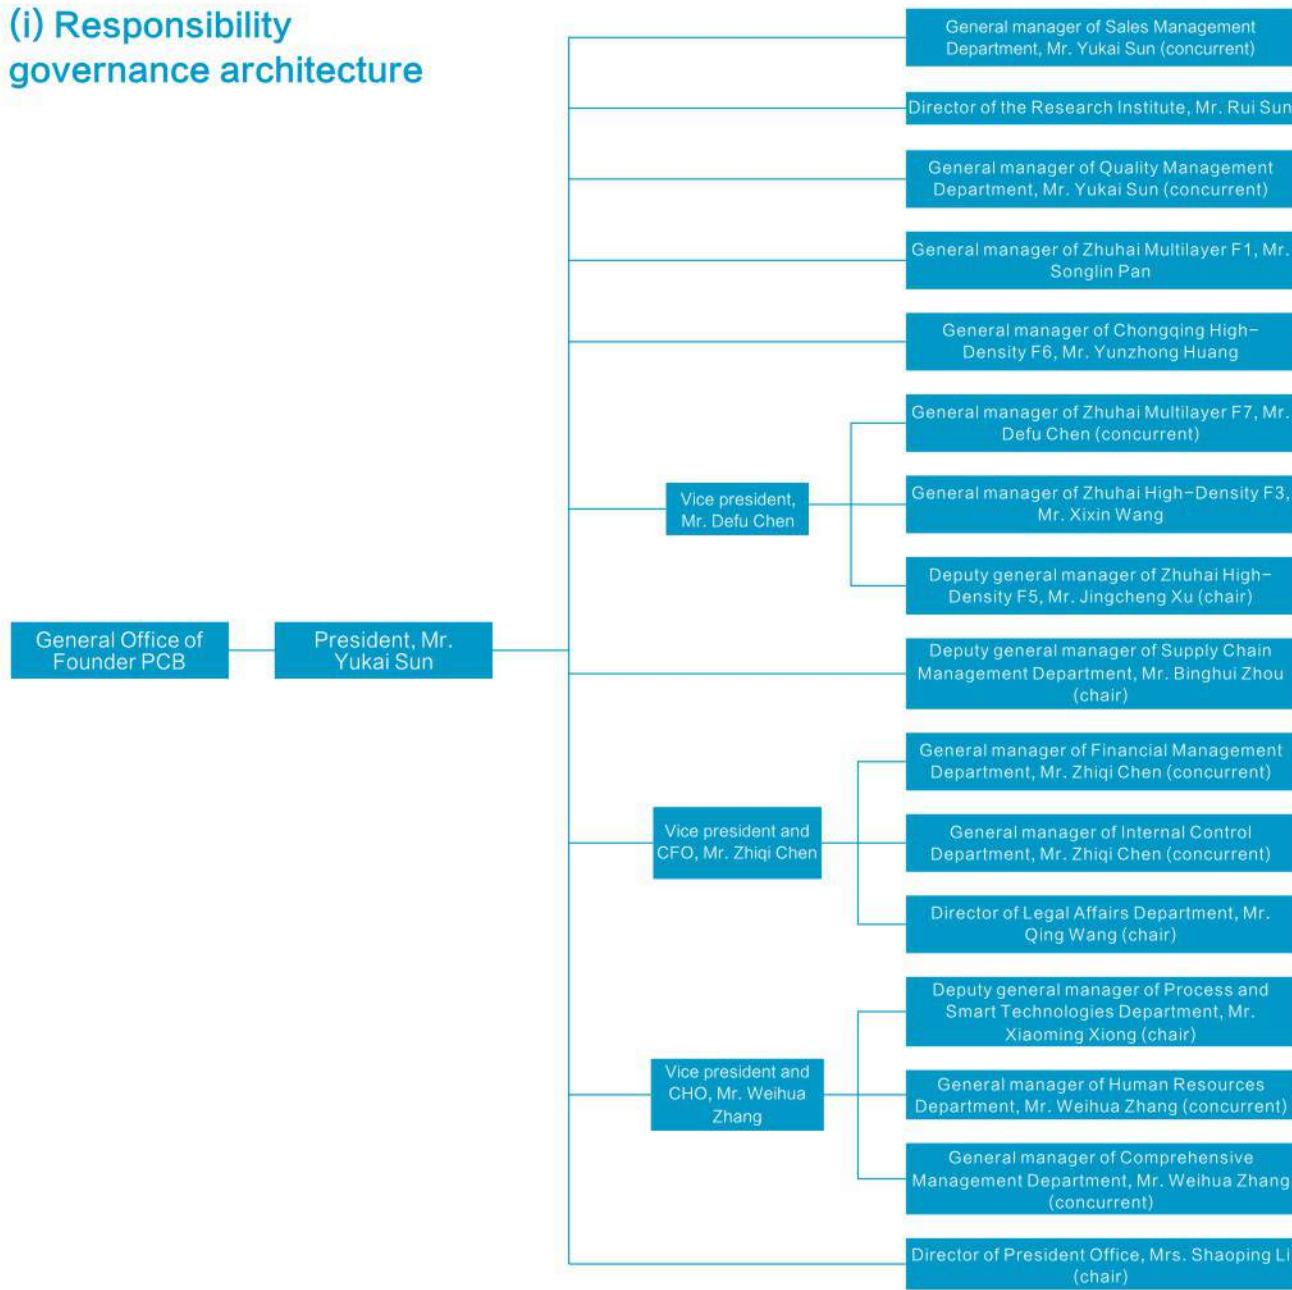 (i) Responsibility
governance architecture
General Office of
Founder PCB
President, Mr.
Yukai Sun
General manager of Sales Management
Department, Mr. Yukai Sun (concurrent)
Director of the Research Institute, Mr. Rui Sun
General manager of Quality Management
Department, Mr. Yukai Sun (concurrent)
General manager of Zhuhai Multilayer F1, Mr.
Songlin Pan
General manager of Chongqing High-
Density F6, Mr. Yunzhong Huang
Vice president,
Mr. Defu Chen
General manager of Zhuhai Multilayer F7, Mr.
Defu Chen (concurrent)
General manager of Zhuhai High-Density F3,
Mr. Xixin Wang
Deputy general manager of Zhuhai High-
Density F5, Mr. Jingcheng Xu (chair)
Deputy general manager of Supply Chain
Management Department, Mr. Binghui Zhou
(chair)
Vice president and
CFO, Mr. Zhiqi Chen
General manager of Financial Management
Department, Mr. Zhiqi Chen (concurrent)
General manager of Internal Control
Department, Mr. Zhiqi Chen (concurrent)
Director of Legal Affairs Department, Mr.
Qing Wang (chair)
Vice president and
CHO, Mr. Weihua
Zhang
Deputy general manager of Process and
Smart Technologies Department, Mr.
Xiaoming Xiong (chair)
General manager of Human Resources
Department, Mr. Weihua Zhang (concurrent)
General manager of Comprehensive
Management Department, Mr. Weihua Zhang
(concurrent)
Director of President Office, Mrs. Shaoping Li
(chair)